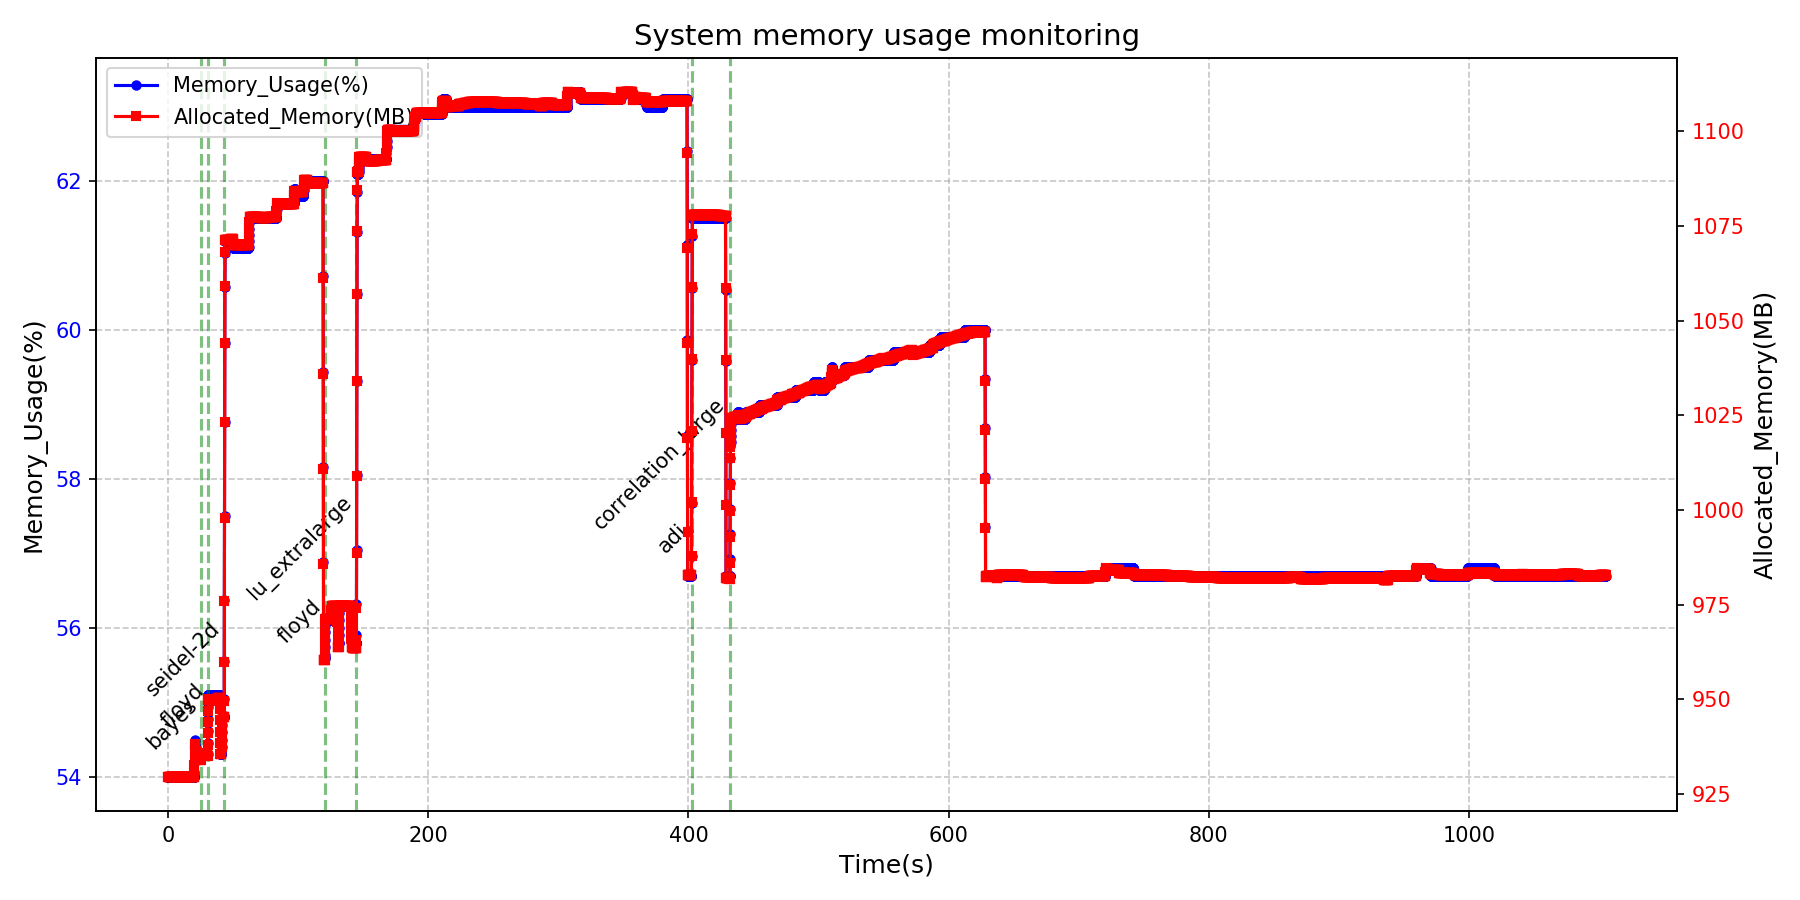 System memory usage monitoring
Memory_Usage(%)
Allocated_Memory(MB)
62
60
58
56
54
Memory_Usage(%)
1100
1075
1050
1025
1000
975
950
925
Allocated_Memory(MB)
bayes
floyd
seidel-2d
floyd
lu_extralarge
adi
correlation_large
0
200
400
600
800
1000
Time(s)